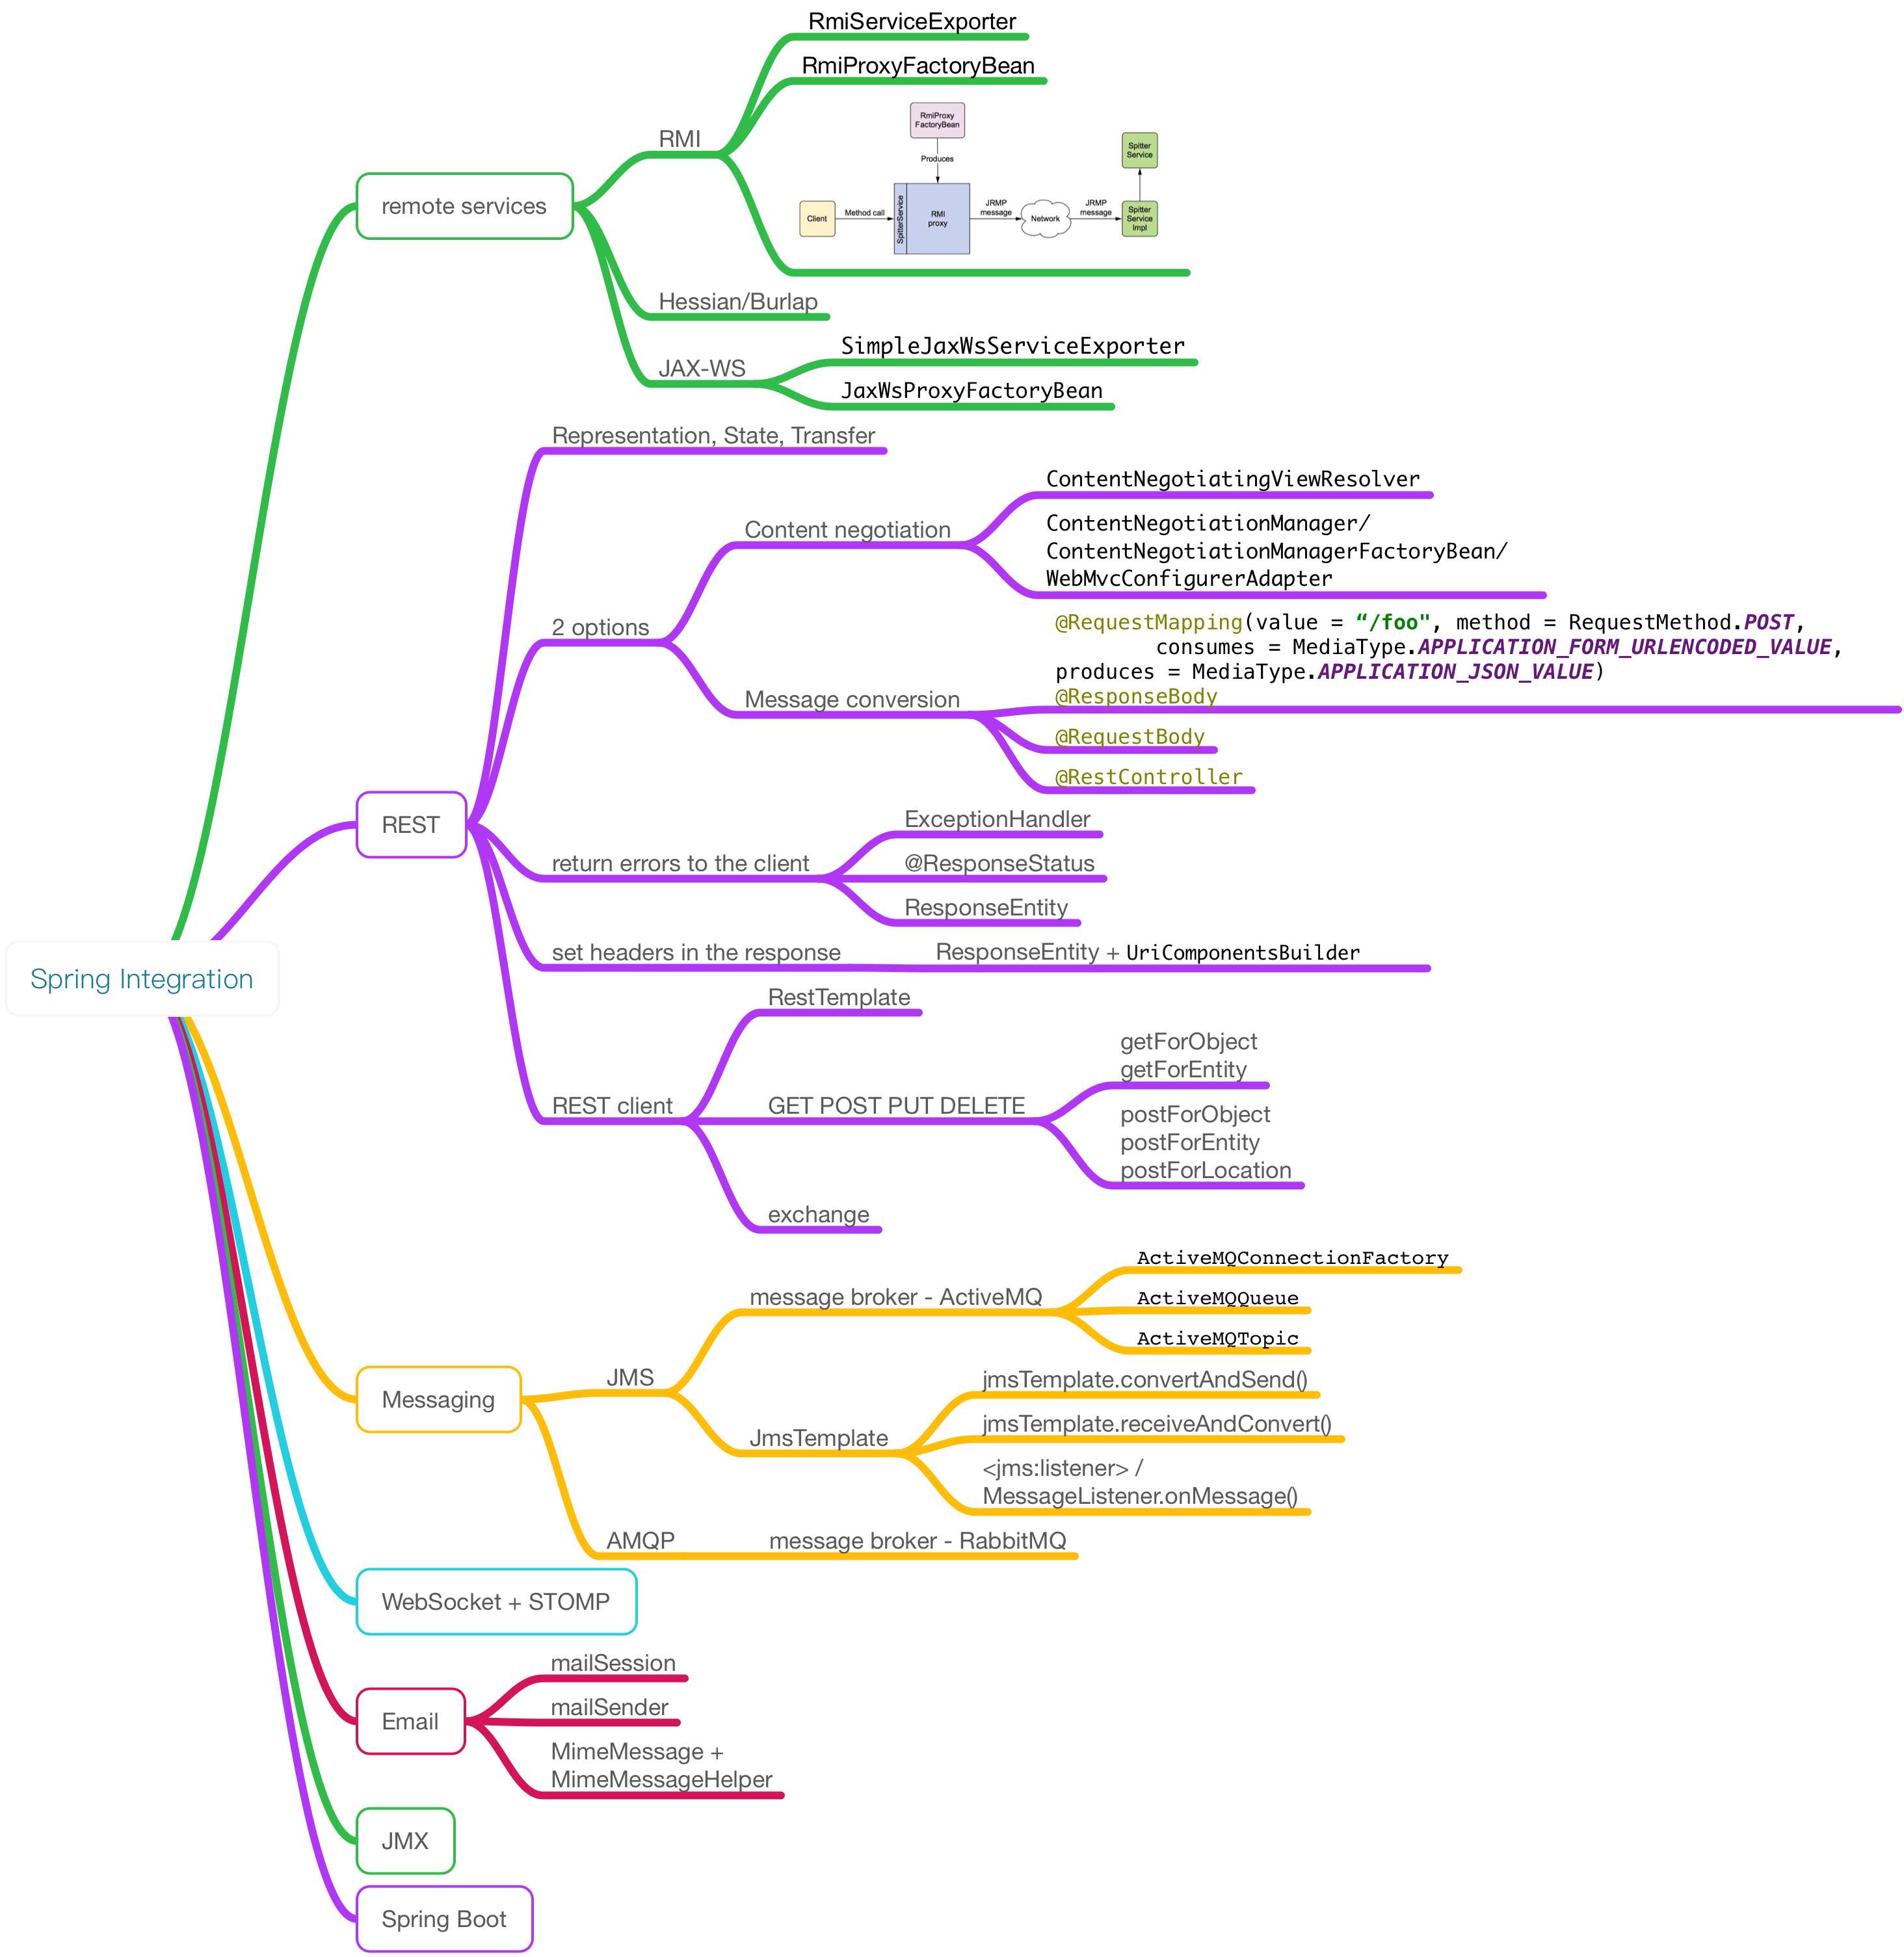 Spring Integration
remote services
RMI
RmiServiceExporter
RmiProxyFactoryBean
RmiProxy
FactoryBean
Produces
Client
Method call
SpitterService
RMI
proxy
JRMP
message
Network
JRMP
message
Spitter
Service
Spitter
Service
Impl
Hessian/Burlap
JAX-WS
SimpleJaxWsServiceExporter
JaxWsProxyFactoryBean
REST
Representation, State, Transfer
2 options
Content negotiation
ContentNegotiatingViewResolver
ContentNegotiationManager/
ContentNegotiationManagerFactoryBean/
WebMvcConfigurerAdapter
Message conversion
@RequestMapping(value = “/foo", method = RequestMethod.POST,
consumes = MediaType.APPLICATION_FORM_URLENCODED_VALUE,
produces = MediaType.APPLICATION_JSON_VALUE)
@ResponseBody
@RequestBody
@RestController
return errors to the client
ExceptionHandler
@ResponseStatus
ResponseEntity
set headers in the response
ResponseEntity + UriComponentsBuilder
REST client
RestTemplate
GET POST PUT DELETE
getForObject
getForEntity
postForObject
postForEntity
postForLocation
exchange
Messaging
JMS
message broker - ActiveMQ
ActiveMQConnectionFactory
ActiveMQQueue
ActiveMQTopic
JmsTemplate
jmsTemplate.convertAndSend()
jmsTemplate.receiveAndConvert()
<jms:listener> /
MessageListener.onMessage()
AMQP
message broker - RabbitMQ
WebSocket + STOMP
Email
mailSession
mailSender
MimeMessage +
MimeMessageHelper
JMX
Spring Boot